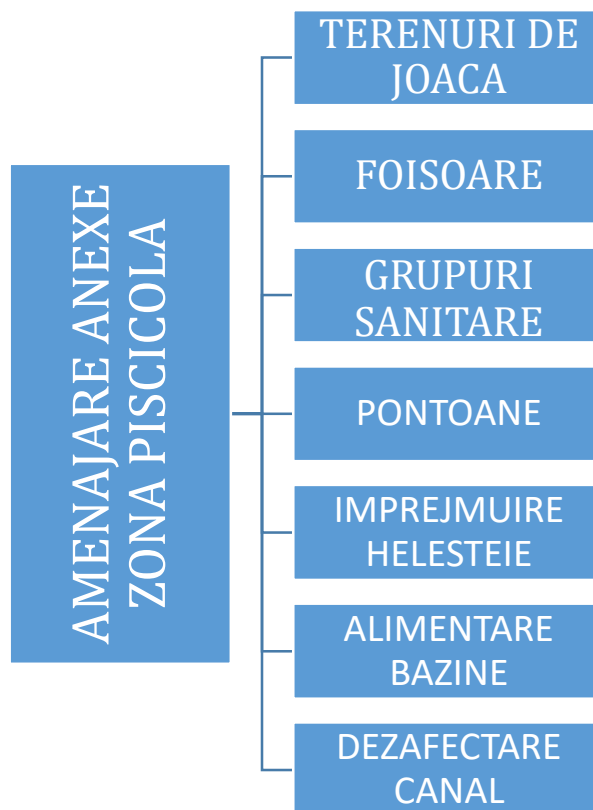 AMENAJARE ANEXE
ZONA PISCICOLA
TERENURI DE
JOACA
FOISOARE
GRUPURI
SANITARE
PONTOANE
IMPREJMUIRE
HELESTEIE
ALIMENTARE
BAZINE
DEZAFECTARE
CANAL